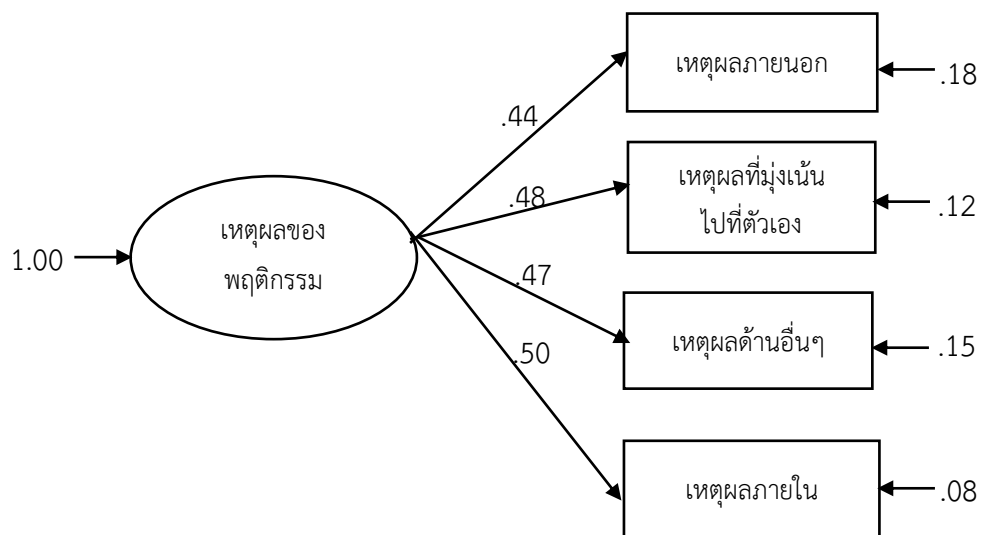 เหตุผลภายนอก
.18
.44
เหตุผลที่มุ่งเน้น
ไปที่ตัวเอง
.12
.48
เหตุผลของ
พฤติกรรม
1.00
.47
เหตุผลด้านอื่นๆ
.15
.50
เหตุผลภายใน
.08